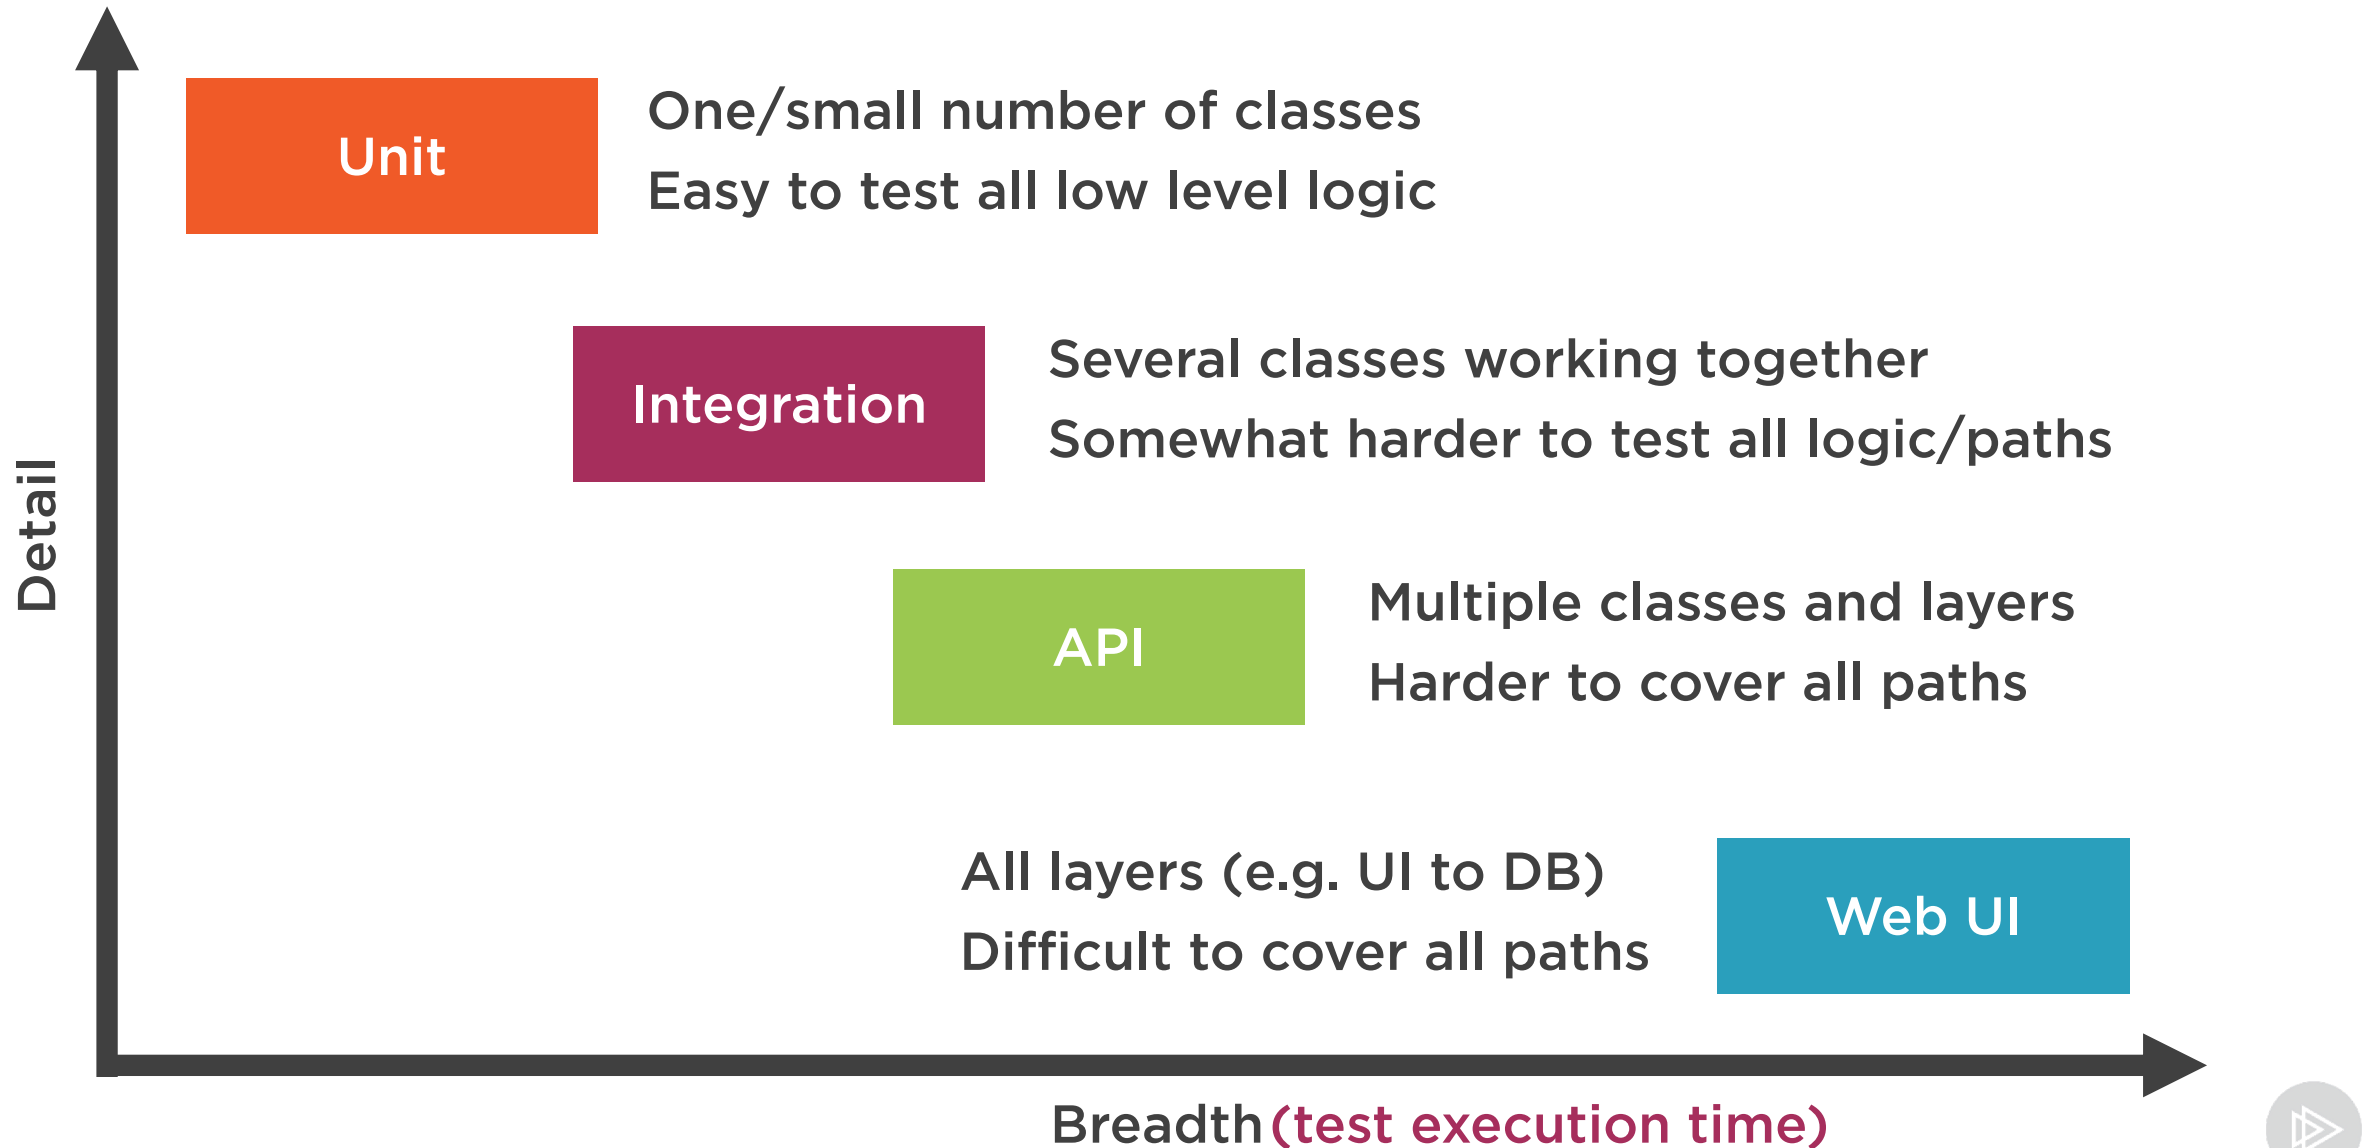 Unit
One/small number of classes
Easy to test all low level logic
Integration
Several classes working together
Somewhat harder to test all logic/paths
Detail
API
Multiple classes and layers
Harder to cover all paths
All layers (e.g. UI to DB)
Difficult to cover all paths
Web UI
Breadth (test execution time)